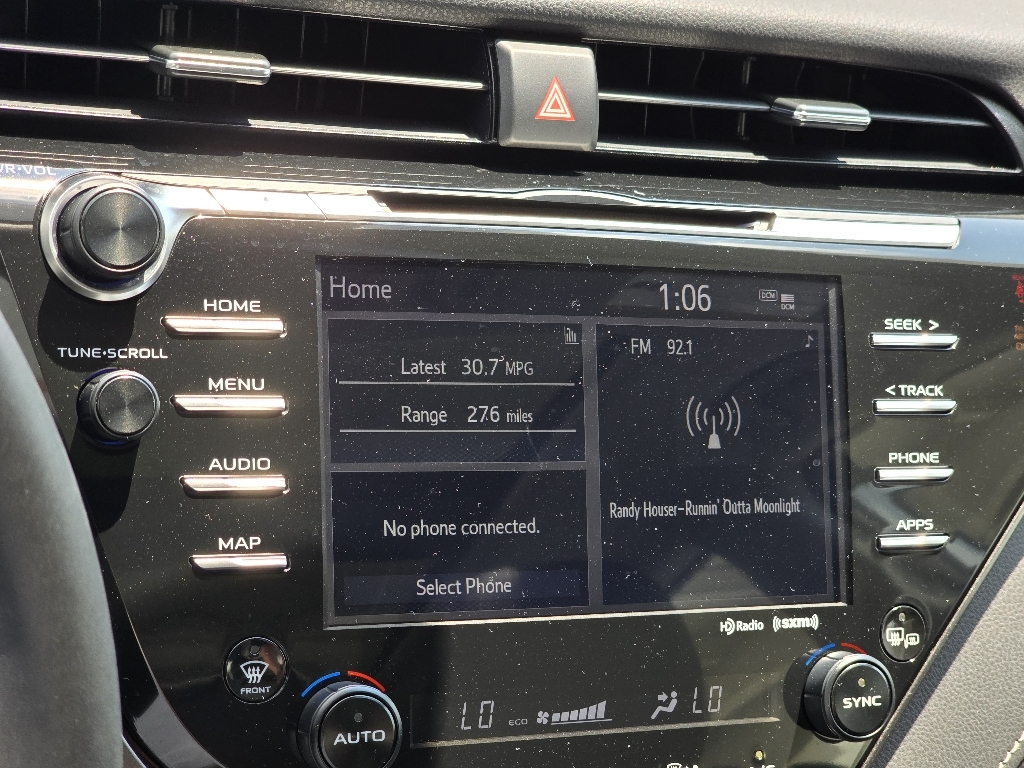 HOME
TUNE•SCROLL
MENU
AUDIO
MAP
Home
1:06
DCM
DCM
Latest 30.7 MPG
Range 276 miles
No phone connected.
Select Phone
FM 92.1
Randy Houser-Runnin' Outta Moonlight
SEEK >
< TRACK
PHONE
APPS
HD Radio
((sxm))
FRONT
AUTO
LO
ECO
LO
SYNC